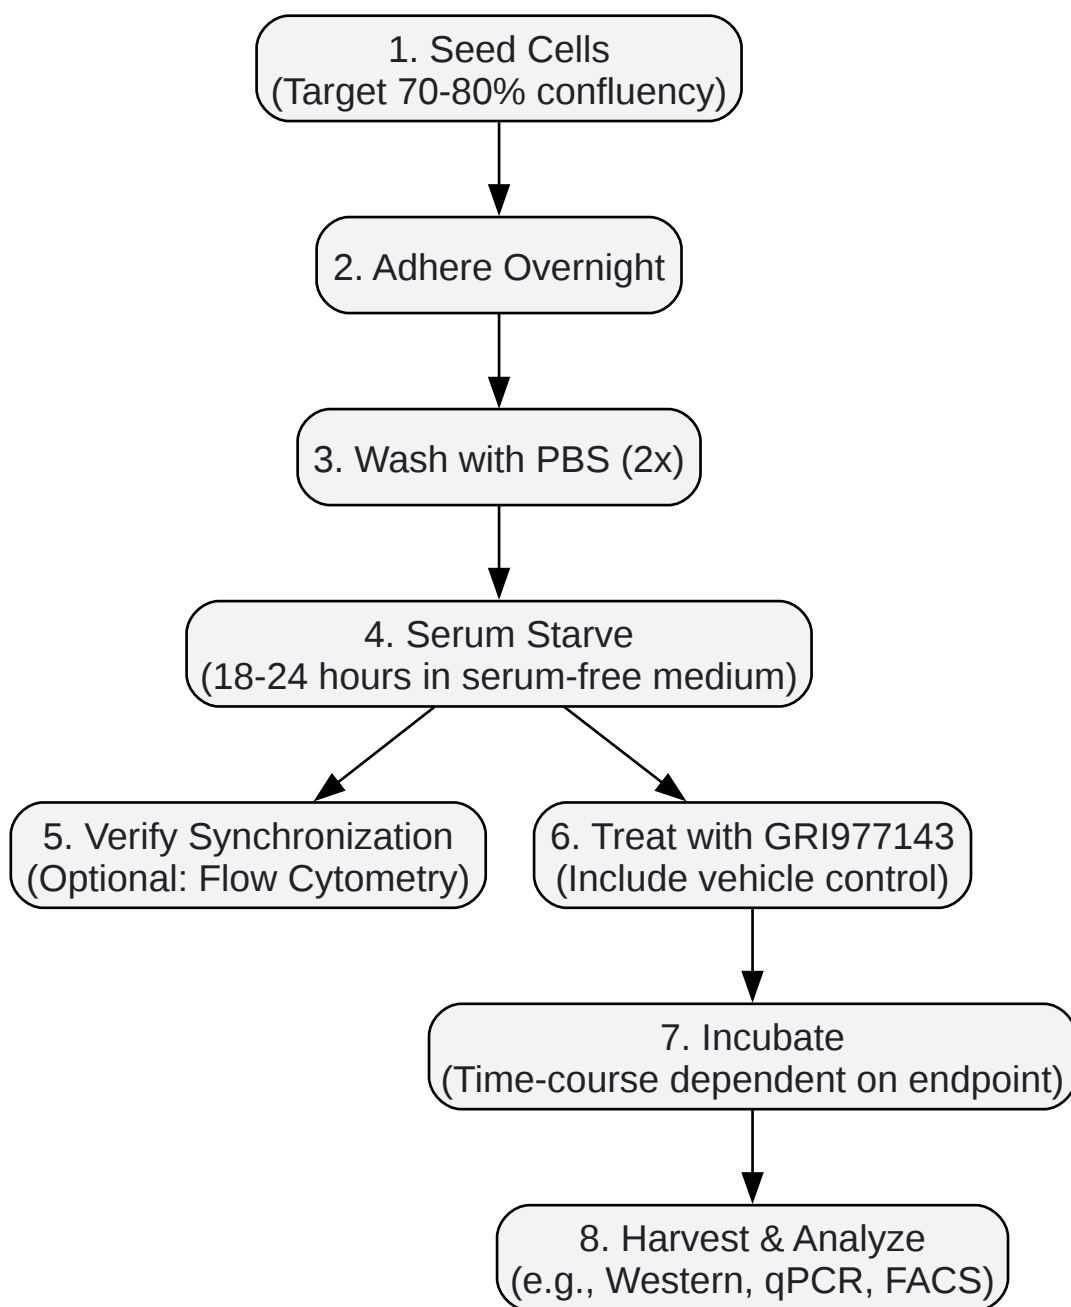 1. Seed Cells
(Target 70-80% confluency)
2. Adhere Overnight
3. Wash with PBS (2x)
4. Serum Starve
(18-24 hours in serum-free medium)
5. Verify Synchronization
(Optional: Flow Cytometry)
6. Treat with GRI977143
(Include vehicle control)
7. Incubate
(Time-course dependent on endpoint)
8. Harvest & Analyze
(e.g., Western, qPCR, FACS)